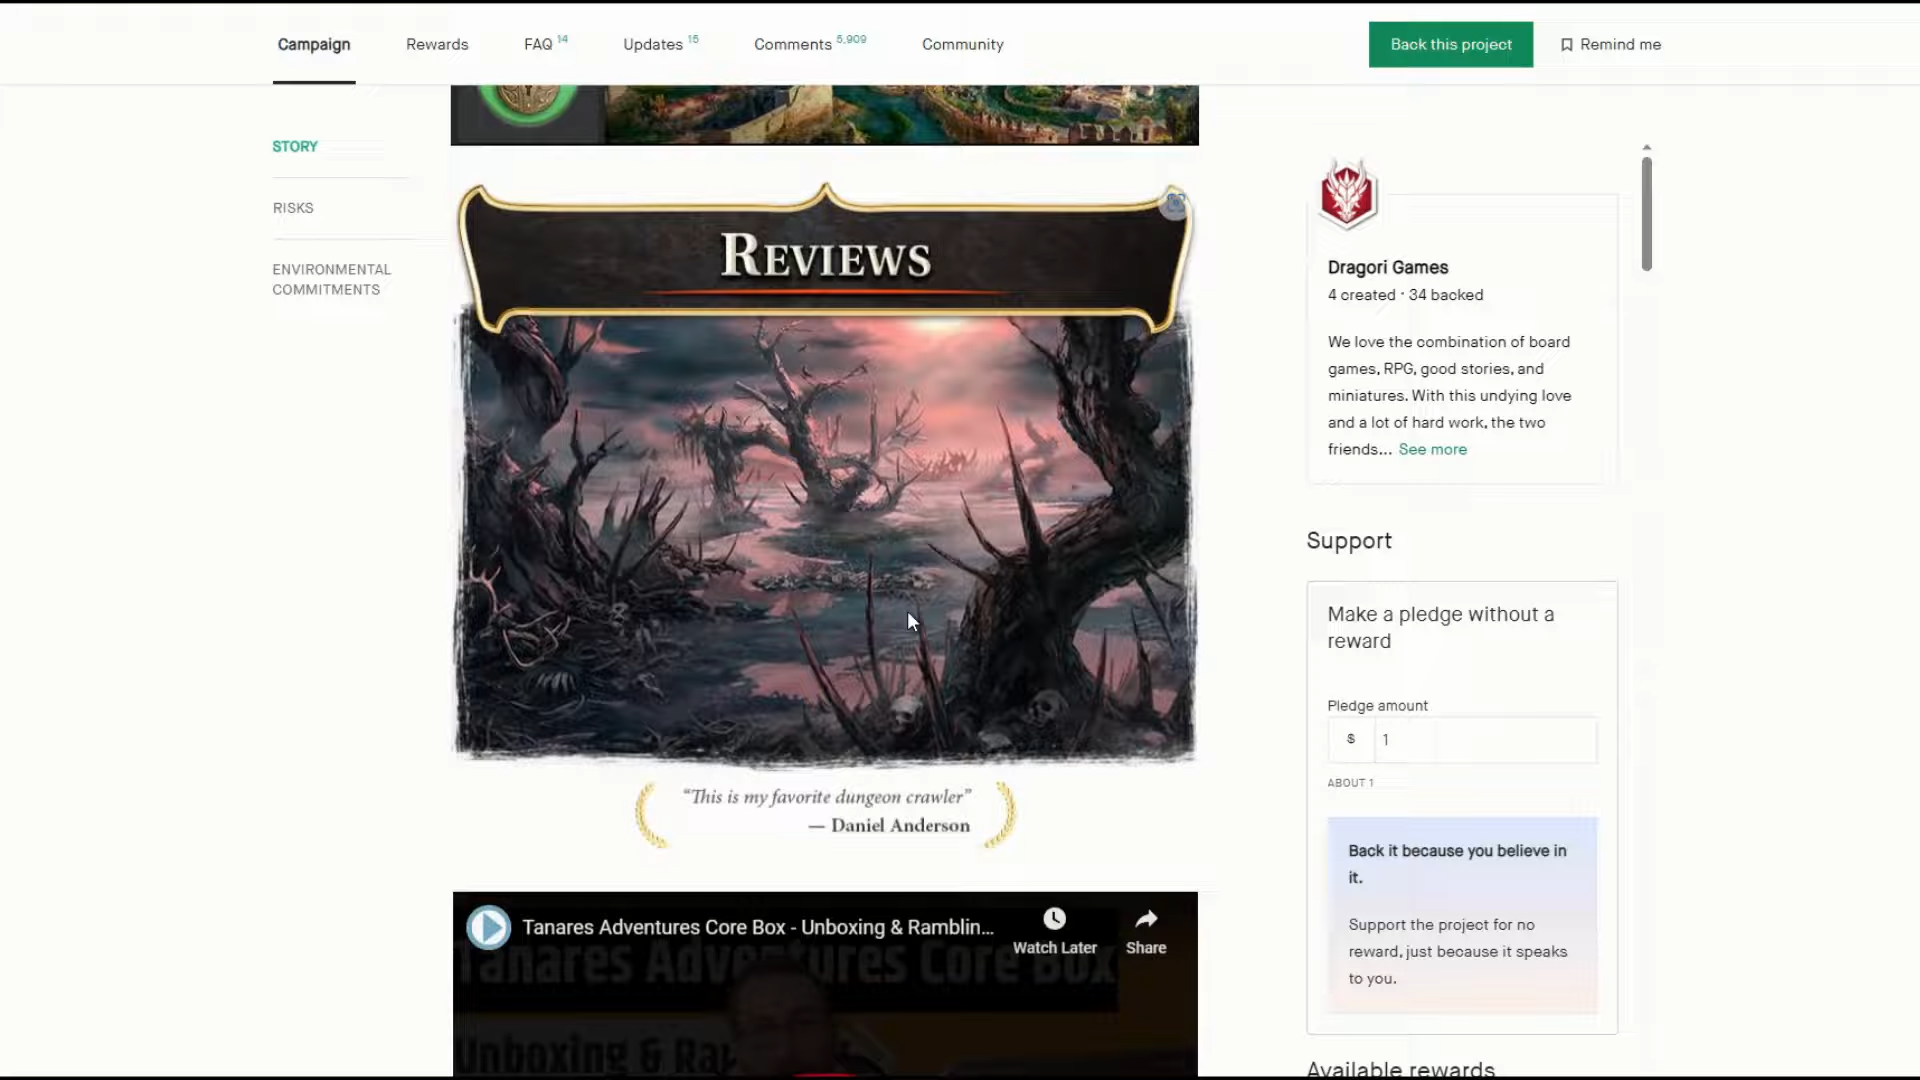 Campaign
Rewards
FAQ 14
Updates 15
Comments 5,909
Community
Back this project
Remind me
STORY
RISKS
ENVIRONMENTAL
COMMITMENTS
REVIEWS
“This is my favorite dungeon crawler”
— Daniel Anderson
Tanares Adventures Core Box - Unboxing & Ramblin...
Watch Later
Share
Tanares Adventures Core Box
Dragori Games
4 created · 34 backed
We love the combination of board
games, RPG, good stories, and
miniatures. With this undying love
and a lot of hard work, the two
friends... See more
Support
Make a pledge without a
reward
Pledge amount
$ 1
ABOUT 1
Back it because you believe in
it.
Support the project for no
reward, just because it speaks
to you.
Available rewards